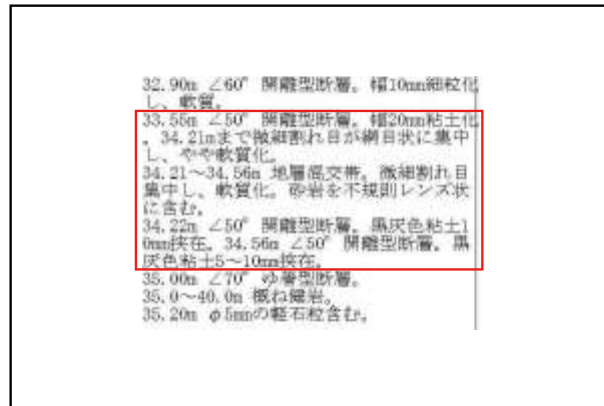 32.90m ∠60° 開離型断層。幅10mm細粒化
し、軟質。
33.55m ∠50° 開離型断層。幅20mm粘土化
。34.21mまで微細割れ目が網目状に集中
し、やや軟質化。
34.21～34.56m 地層混交帯。微細割れ目
集中し、軟質化。砂岩を不規則レンズ状
に含む。
34.22m ∠50° 開離型断層。黒灰色粘土1
0mm挟在。34.56m ∠50° 開離型断層。黒
灰色粘土5～10mm挟在。
35.00m ∠70° ゆ着型断層。
35.0～40.0m 概ね健岩。
35.20m φ5mmの軽石粒含む。